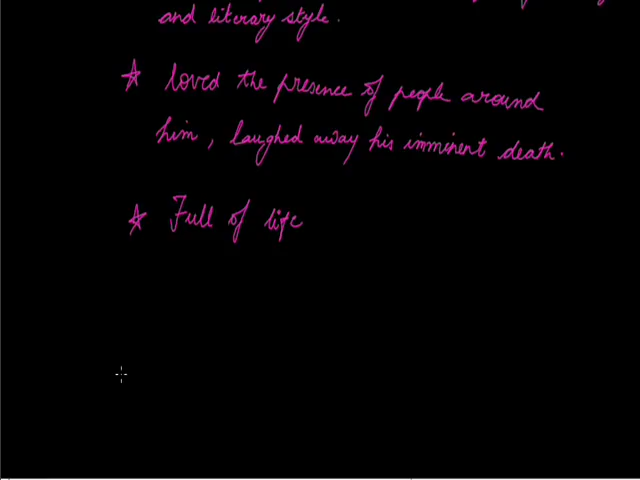 and literary style.
☆ loved the presence of people around
him, laughed away his imminent death.
☆ Full of life